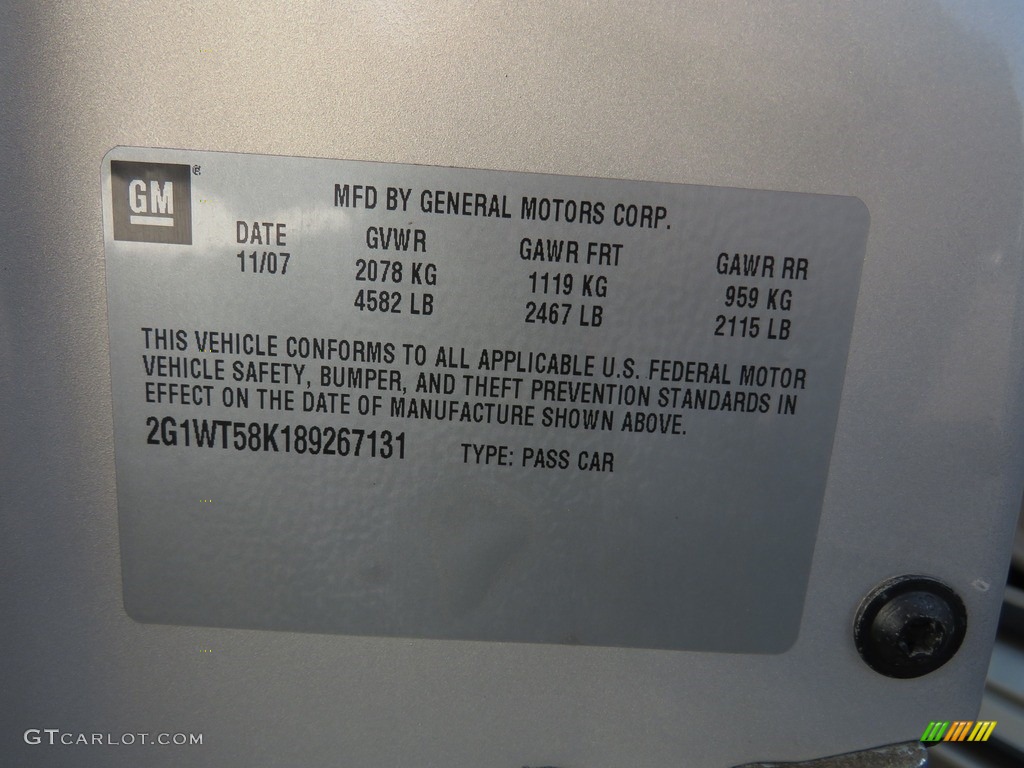 GM
MFD BY GENERAL MOTORS CORP.
DATE GVWR GAWR FRT GAWR RR
11/07 2078 KG 1119 KG 959 KG
4582 LB 2467 LB 2115 LB
THIS VEHICLE CONFORMS TO ALL APPLICABLE U.S. FEDERAL MOTOR
VEHICLE SAFETY, BUMPER, AND THEFT PREVENTION STANDARDS IN
EFFECT ON THE DATE OF MANUFACTURE SHOWN ABOVE.
2G1WT58K189267131 TYPE: PASS CAR
GTCARLOT.COM